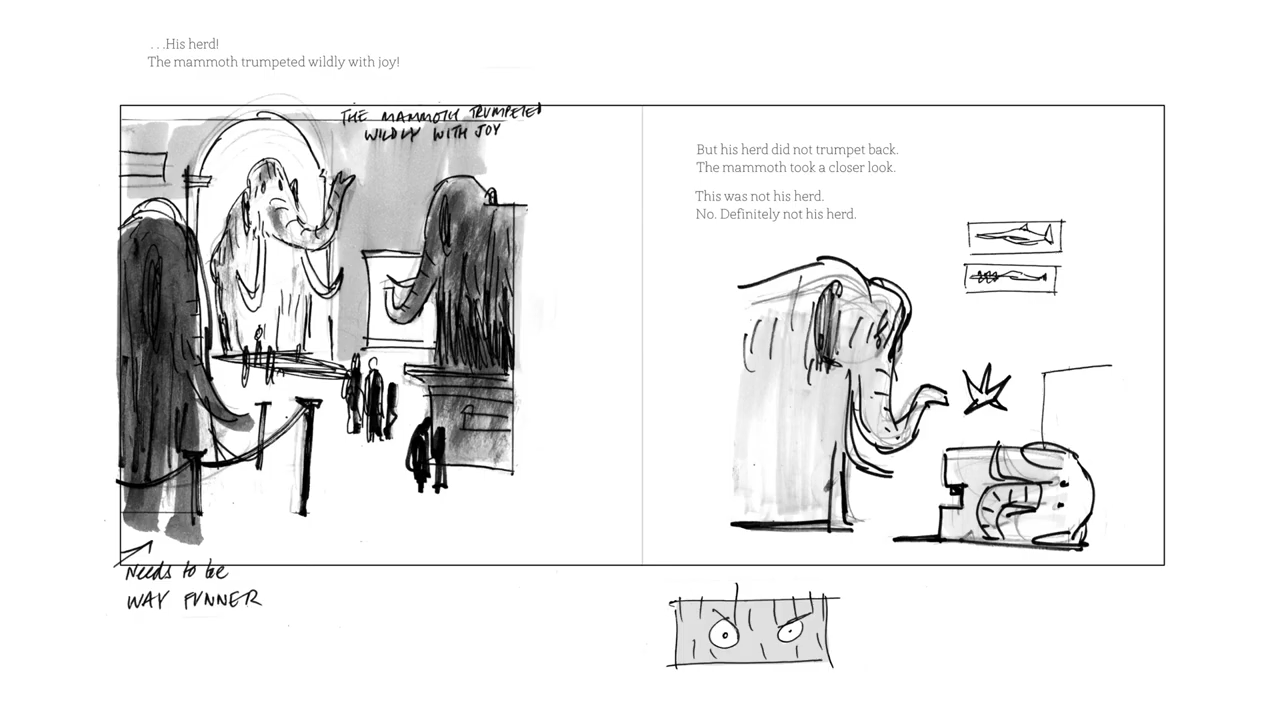 . . .His herd!
The mammoth trumpeted wildly with joy!
THE MAMMOTH TRUMPETED
WILDLY WITH JOY
But his herd did not trumpet back.
The mammoth took a closer look.
This was not his herd.
No. Definitely not his herd.
Needs to be
WAY FUNNER